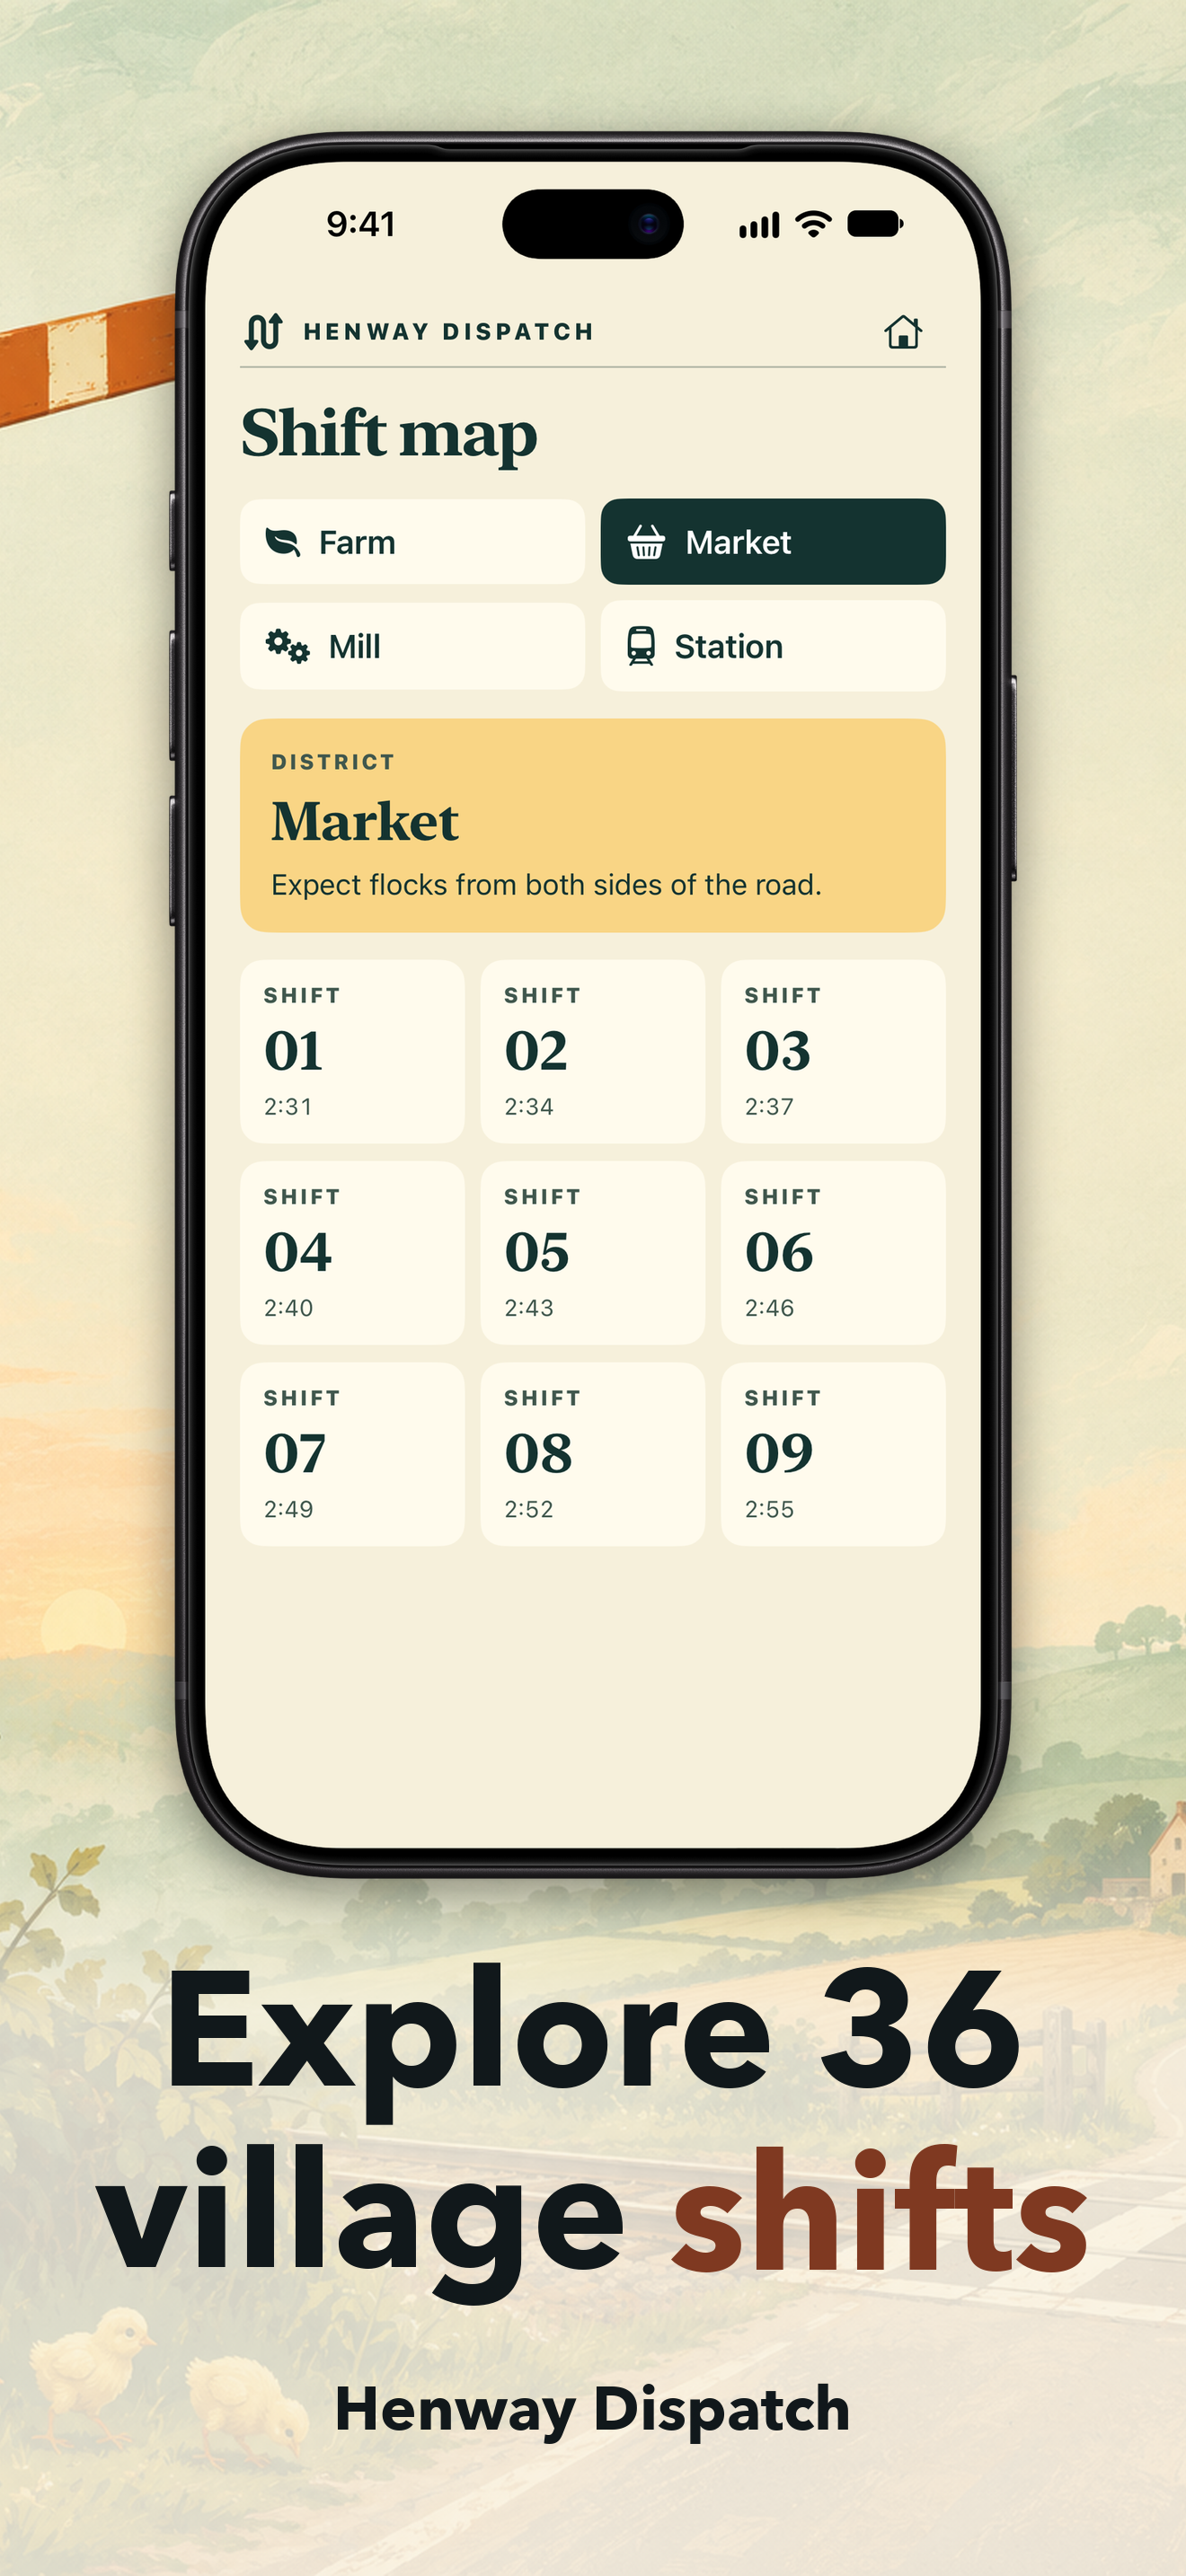 9:41
HENWAY DISPATCH
Shift map
Farm
Market
Mill
Station
DISTRICT
Market
Expect flocks from both sides of the road.
SHIFT
01
2:31
SHIFT
02
2:34
SHIFT
03
2:37
SHIFT
04
2:40
SHIFT
05
2:43
SHIFT
06
2:46
SHIFT
07
2:49
SHIFT
08
2:52
SHIFT
09
2:55
Explore 36
village shifts
Henway Dispatch